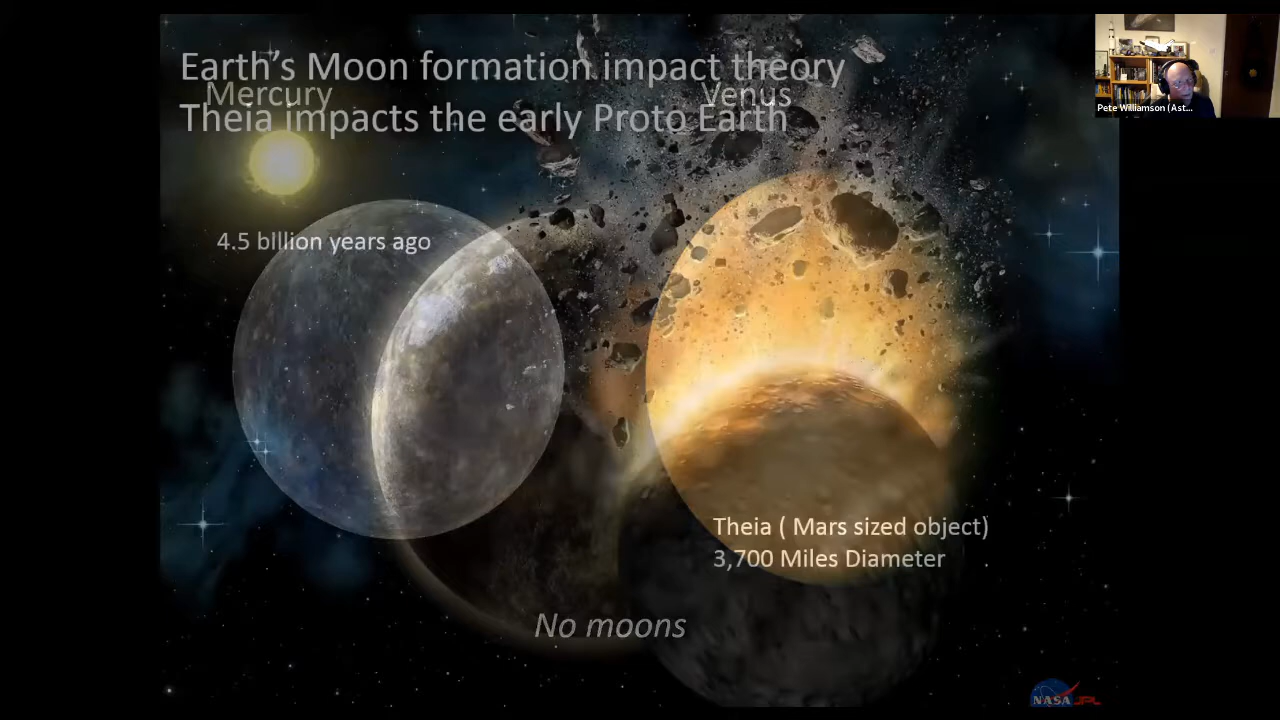 Earth's Moon formation impact theory
Mercury
Venus
Theia impacts the early Proto Earth
4.5 billion years ago
Theia ( Mars sized object)
3,700 Miles Diameter
No moons
Pete Williamson (Ast...
NASA JPL